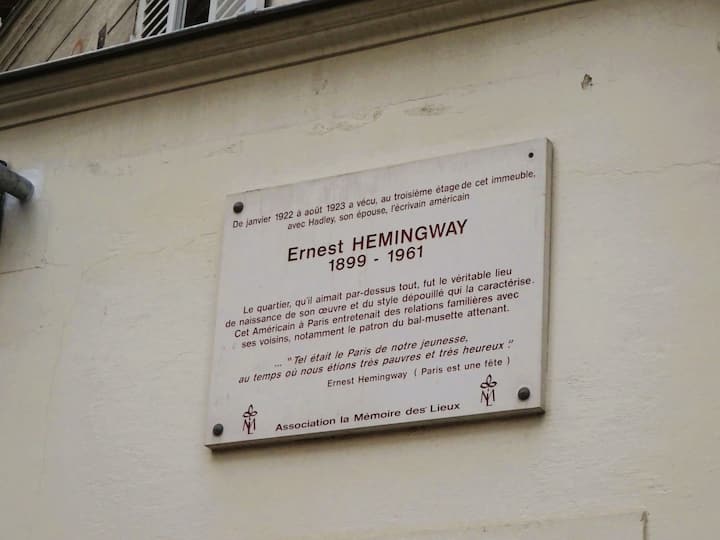 De janvier 1922 à août 1923 a vécu, au troisième étage de cet immeuble,
avec Hadley, son épouse, l'écrivain américain
Ernest HEMINGWAY
1899 - 1961
Le quartier, qu'il aimait par-dessus tout, fut le véritable lieu
de naissance de son œuvre et du style dépouillé qui la caractérise.
Cet Américain à Paris entretenait des relations familières avec
ses voisins, notamment le patron du bal-musette attenant.
... "Tel était le Paris de notre jeunesse,
au temps où nous étions très pauvres et très heureux."
Ernest Hemingway ( Paris est une fête )
Association la Mémoire des Lieux